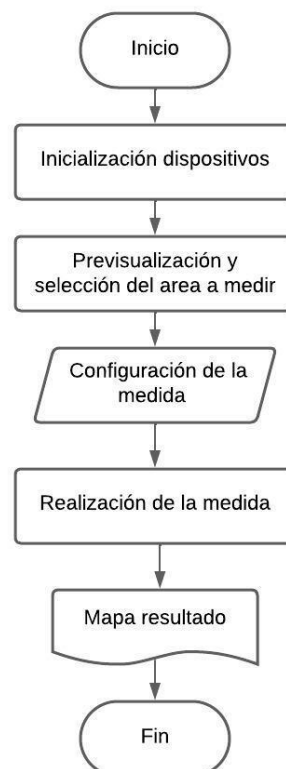 Inicio
Inicialización dispositivos
Previsualización y
selección del area a medir
Configuración de la
medida
Realización de la medida
Mapa resultado
Fin